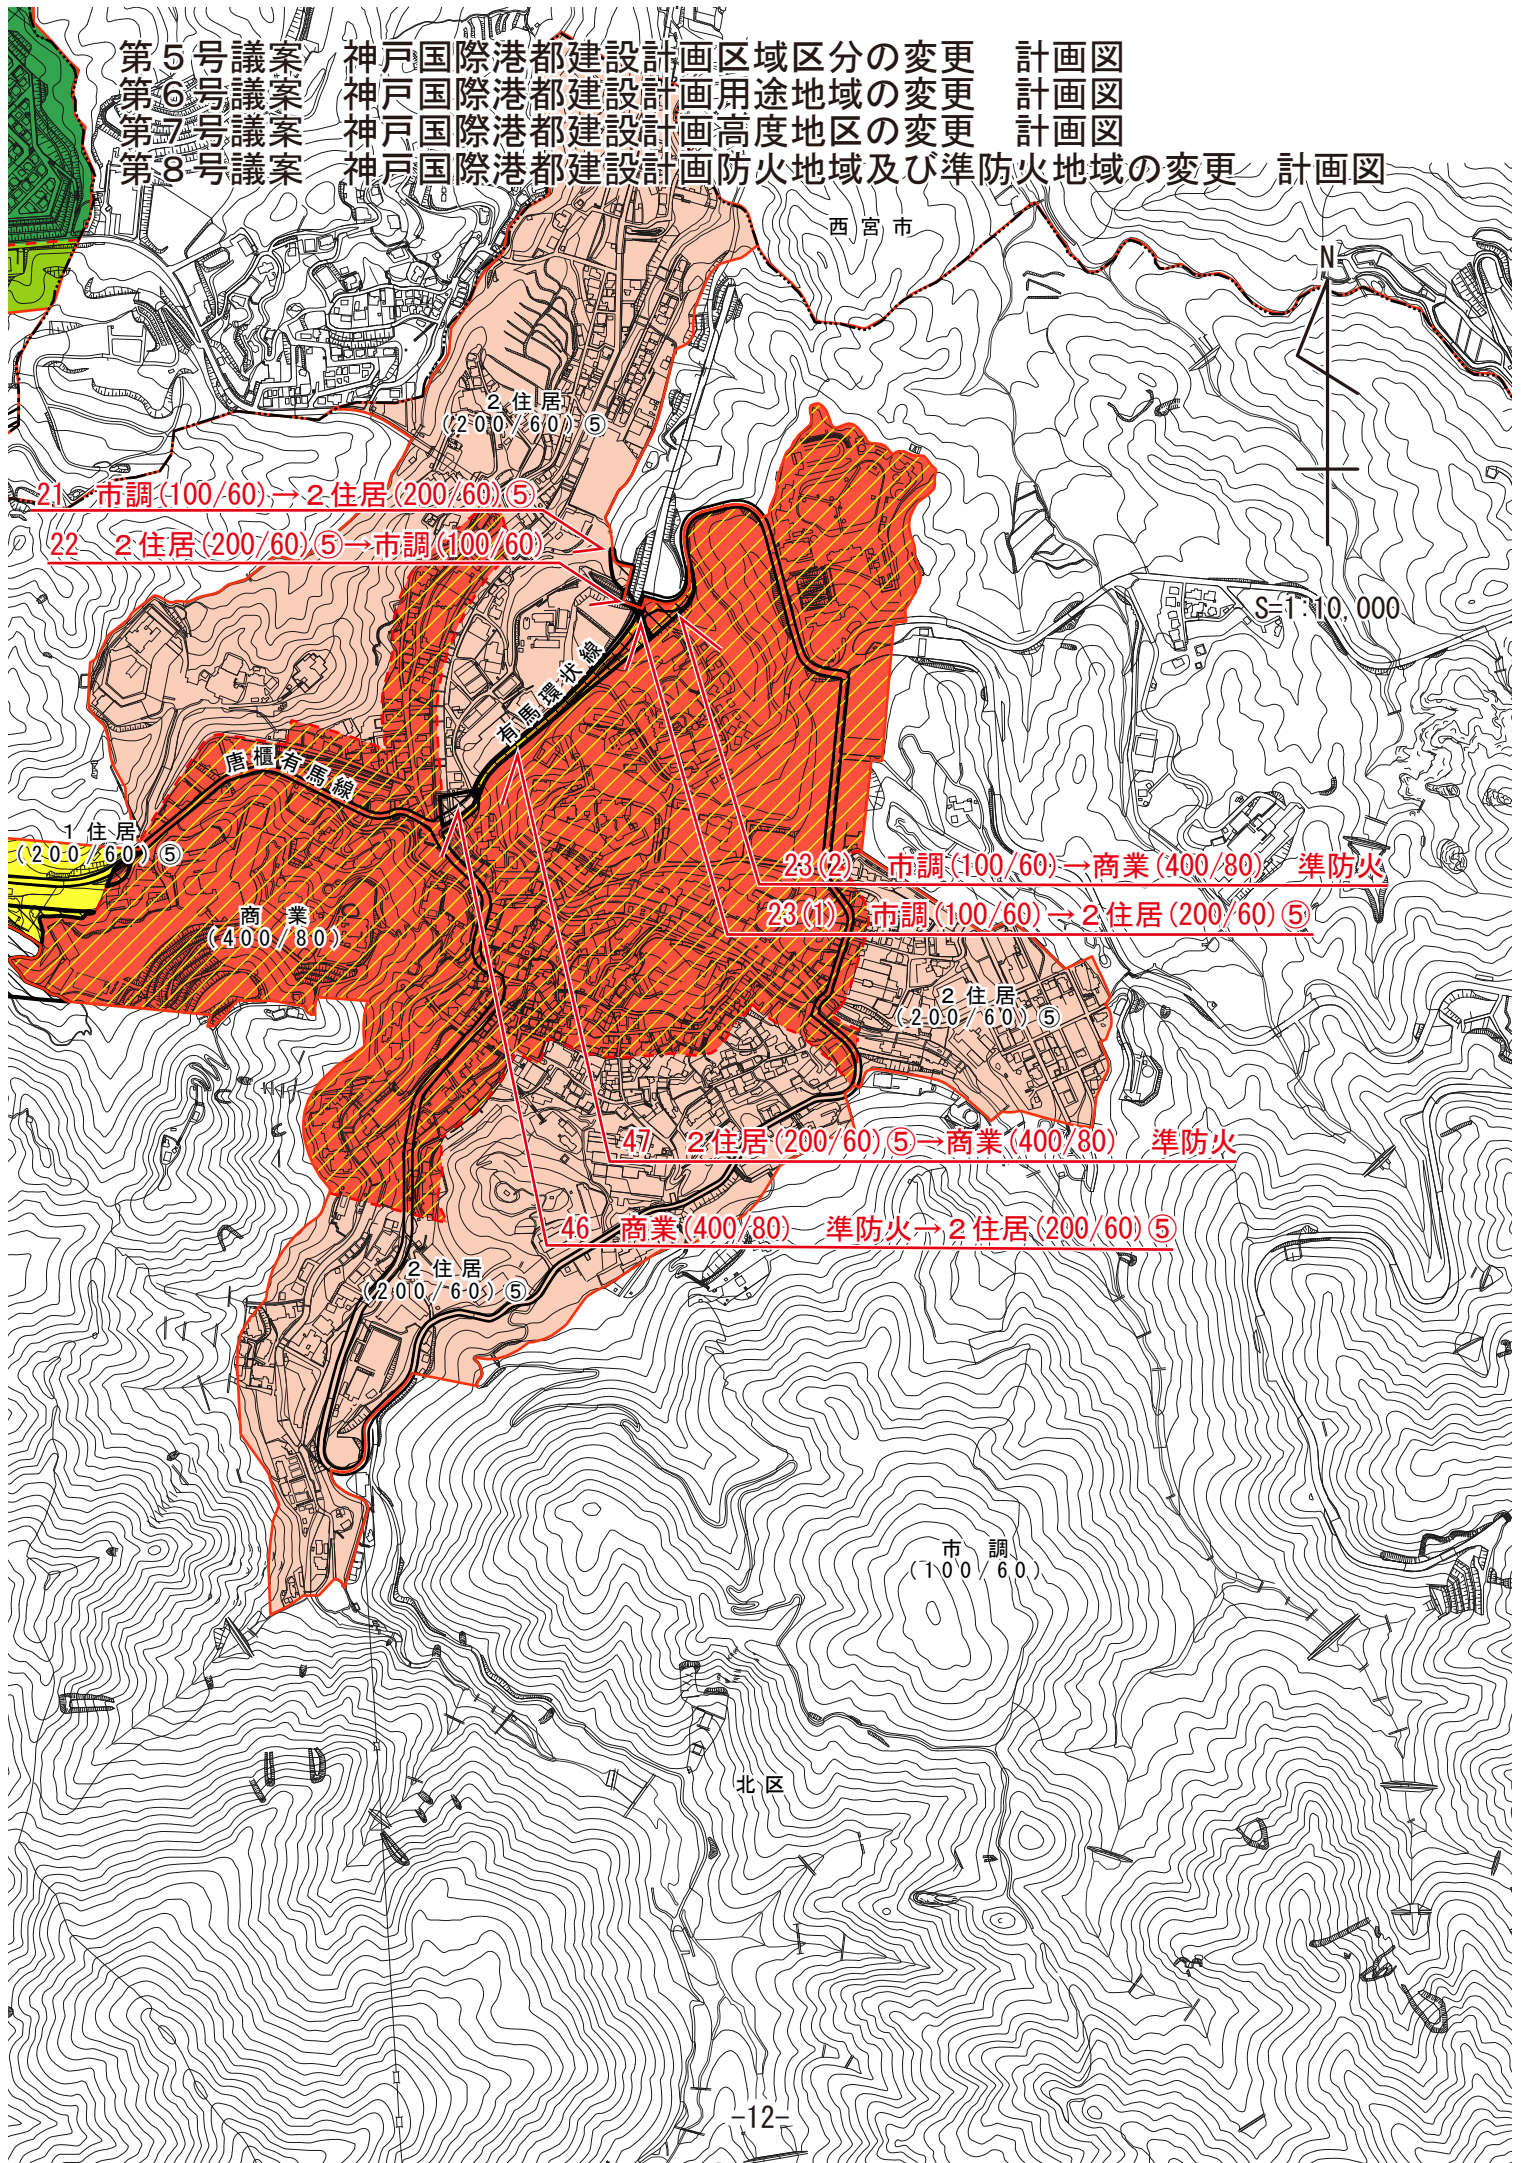 第５号議案　神戸国際港都建設計画区域区分の変更　計画図
第６号議案　神戸国際港都建設計画用途地域の変更　計画図
第７号議案　神戸国際港都建設計画高度地区の変更　計画図
第８号議案　神戸国際港都建設計画防火地域及び準防火地域の変更　計画図
西宮市
N
２住居
(200/60)⑤
21　市調(100/60)→２住居(200/60)⑤
22　２住居(200/60)⑤→市調(100/60)
S=1:10,000
有馬環状線
唐櫃有馬線
１住居
(200/60)⑤
23(2)　市調(100/60)→商業(400/80)　準防火
23(1)　市調(100/60)→２住居(200/60)⑤
商　業
(400/80)
２住居
(200/60)⑤
47　２住居(200/60)⑤→商業(400/80)　準防火
46　商業(400/80)　準防火→２住居(200/60)⑤
２住居
(200/60)⑤
市　調
(100/60)
北区
-12-